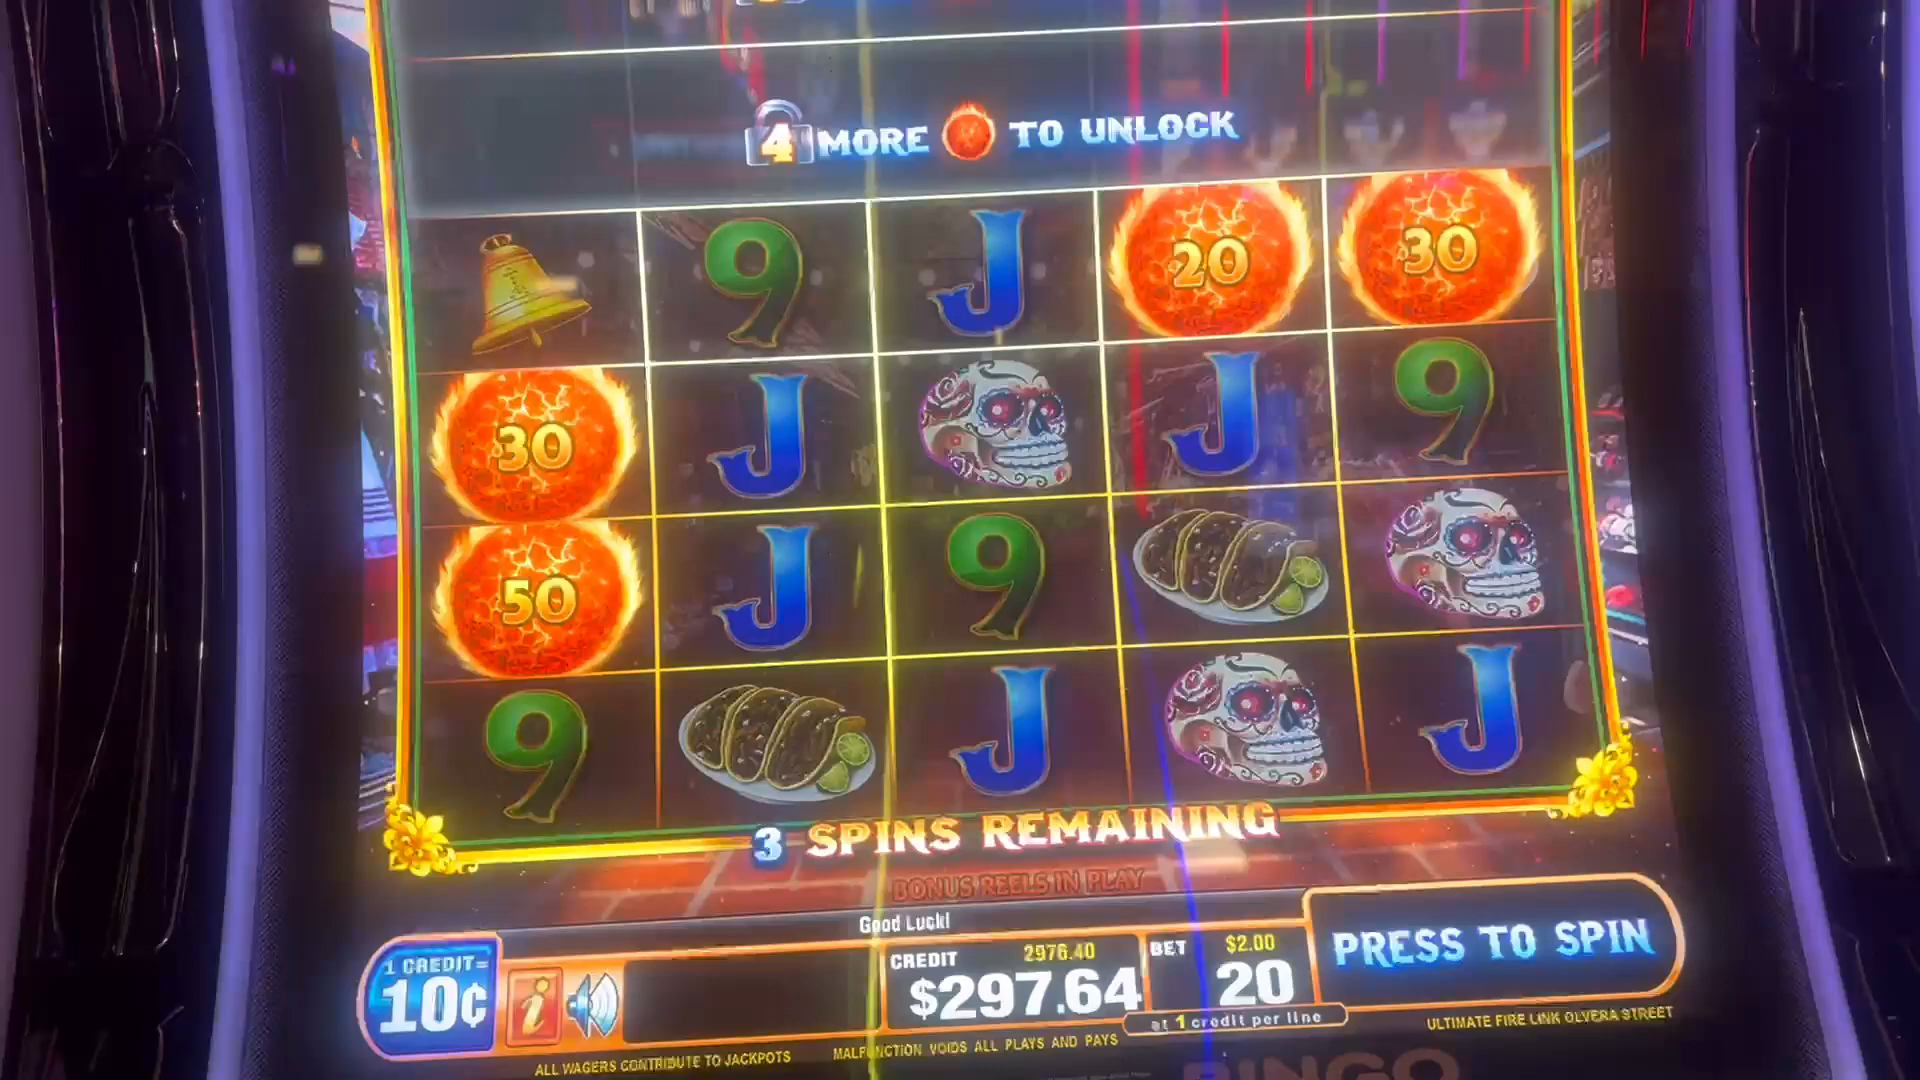 4 MORE TO UNLOCK
9 J 20 30
30 J J 9
50 J 9
9 J J
3 SPINS REMAINING
BONUS REELS IN PLAY
Good Luck!
1 CREDIT=
10¢
i
CREDIT 2976.40
$297.64
BET $2.00
20
at 1 credit per line
PRESS TO SPIN
ULTIMATE FIRE LINK OLVERA STREET
ALL WAGERS CONTRIBUTE TO JACKPOTS
MALFUNCTION VOIDS ALL PLAYS AND PAYS
BINGO